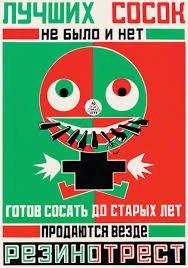 ЛУЧШИХ СОСОК
НЕ БЫЛО И НЕТ
ГОТОВ СОСАТЬ ДО СТАРЫХ ЛЕТ
ПРОДАЮТСЯ ВЕЗДЕ
РЕЗИНОТРЕСТ